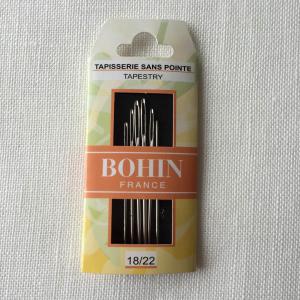 TAPISSERIE SANS POINTE
TAPESTRY
BOHIN
FRANCE
18/22